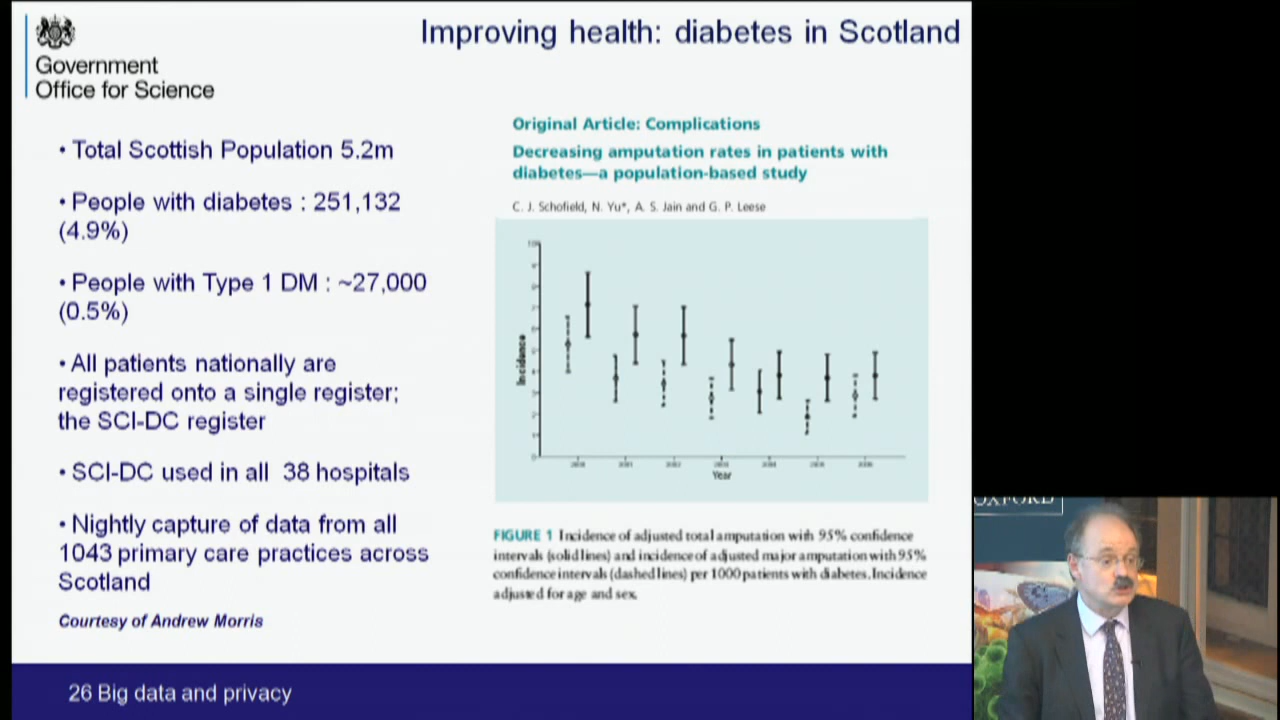 Improving health: diabetes in Scotland
Government
Office for Science
• Total Scottish Population 5.2m
• People with diabetes : 251,132
(4.9%)
• People with Type 1 DM : ~27,000
(0.5%)
• All patients nationally are
registered onto a single register;
the SCI-DC register
• SCI-DC used in all 38 hospitals
• Nightly capture of data from all
1043 primary care practices across
Scotland
Courtesy of Andrew Morris
Original Article: Complications
Decreasing amputation rates in patients with
diabetes—a population-based study
C. J. Schofield, N. Yu*, A. S. Jain and G. P. Leese
Incidence
Year
FIGURE 1 Incidence of adjusted total amputation with 95% confidence
intervals (solid lines) and incidence of adjusted major amputation with 95%
confidence intervals (dashed lines) per 1000 patients with diabetes. Incidence
adjusted for age and sex.
26 Big data and privacy
OXFORD